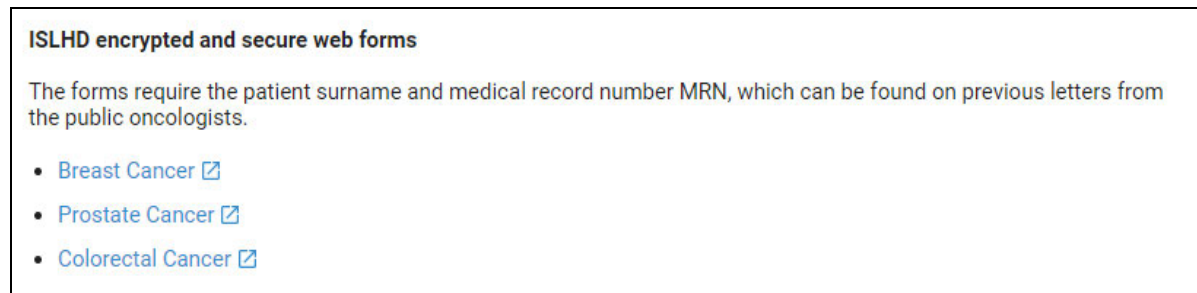 ISLHD encrypted and secure web forms
The forms require the patient surname and medical record number MRN, which can be found on previous letters from
the public oncologists.
• Breast Cancer
• Prostate Cancer
• Colorectal Cancer